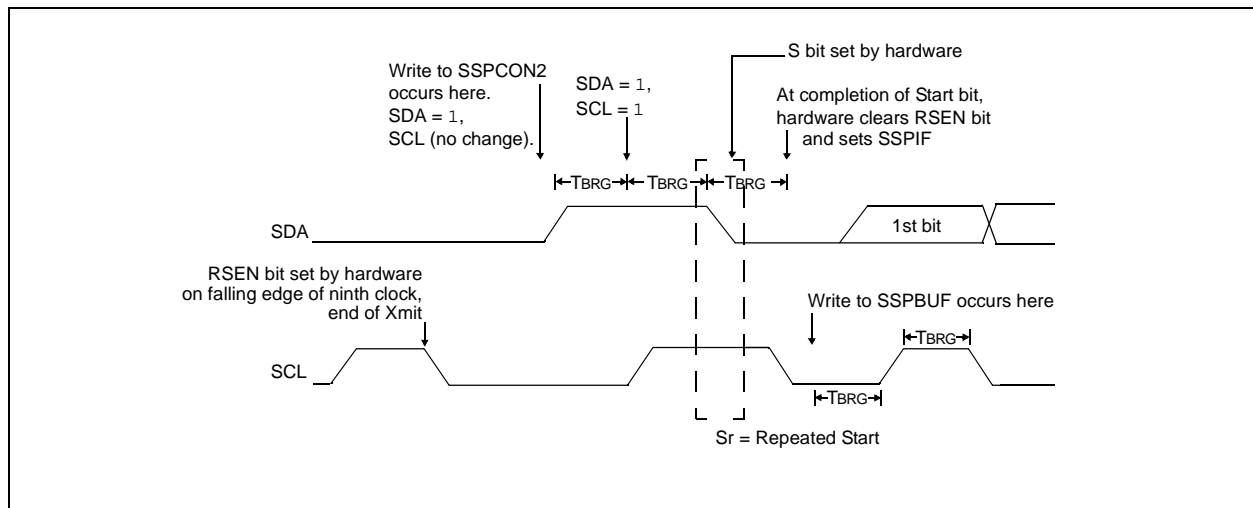 S bit set by hardware
Write to SSPCON2
occurs here.
SDA = 1,
SCL (no change).
SDA = 1,
SCL = 1
At completion of Start bit,
hardware clears RSEN bit
and sets SSPIF
TBRG
TBRG
TBRG
SDA
1st bit
RSEN bit set by hardware
on falling edge of ninth clock,
end of Xmit
Write to SSPBUF occurs here
TBRG
SCL
TBRG
Sr = Repeated Start